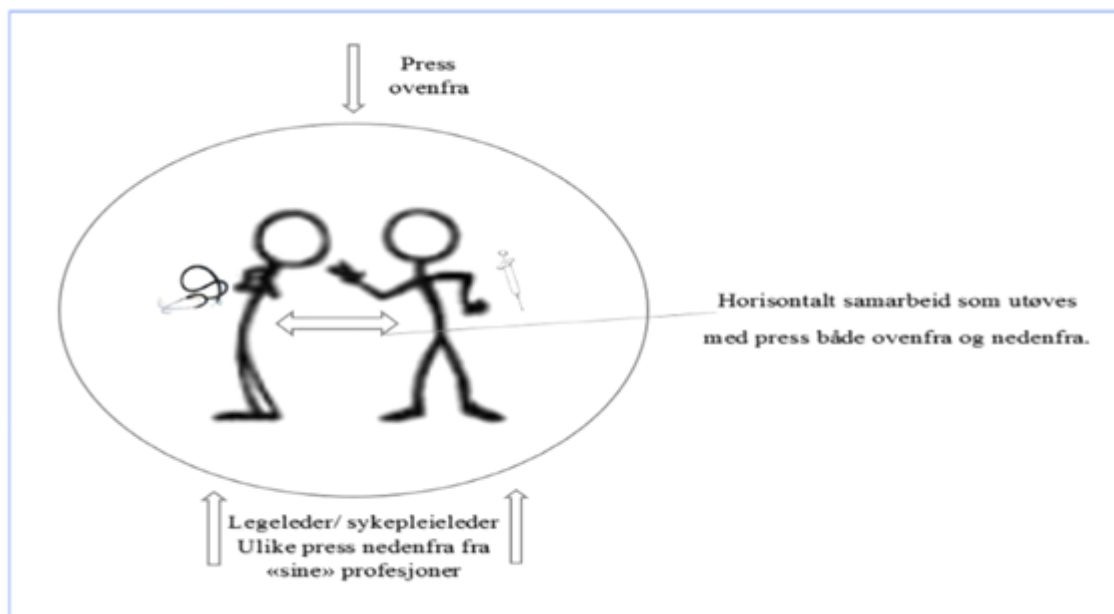 Press
ovenfra
Horisontalt samarbeid som utøves
med press både ovenfra og nedenfra.
Legeleder/ sykepleieleder
Ulike press nedenfra fra
«sine» profesjoner